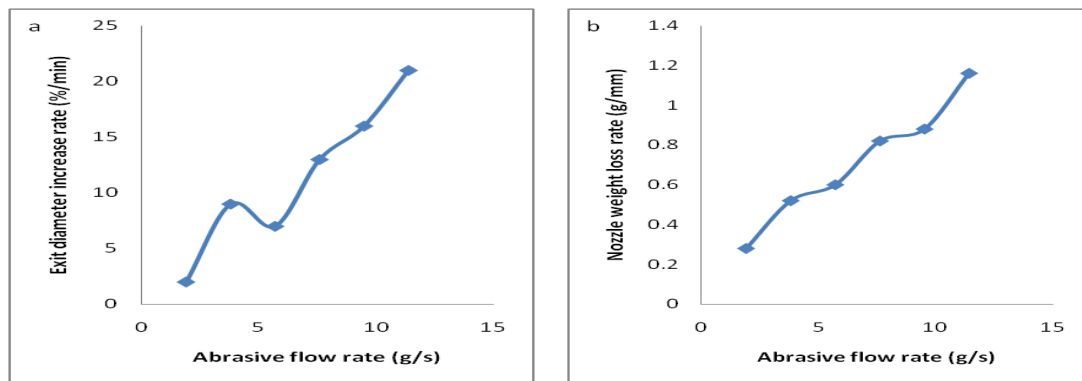 a
25
20
15
10
5
0
Exit diameter increase rate (%/min)
0 5 10 15
Abrasive flow rate (g/s)
b
1.4
1.2
1
0.8
0.6
0.4
0.2
0
Nozzle weight loss rate (g/mm)
0 5 10 15
Abrasive flow rate (g/s)